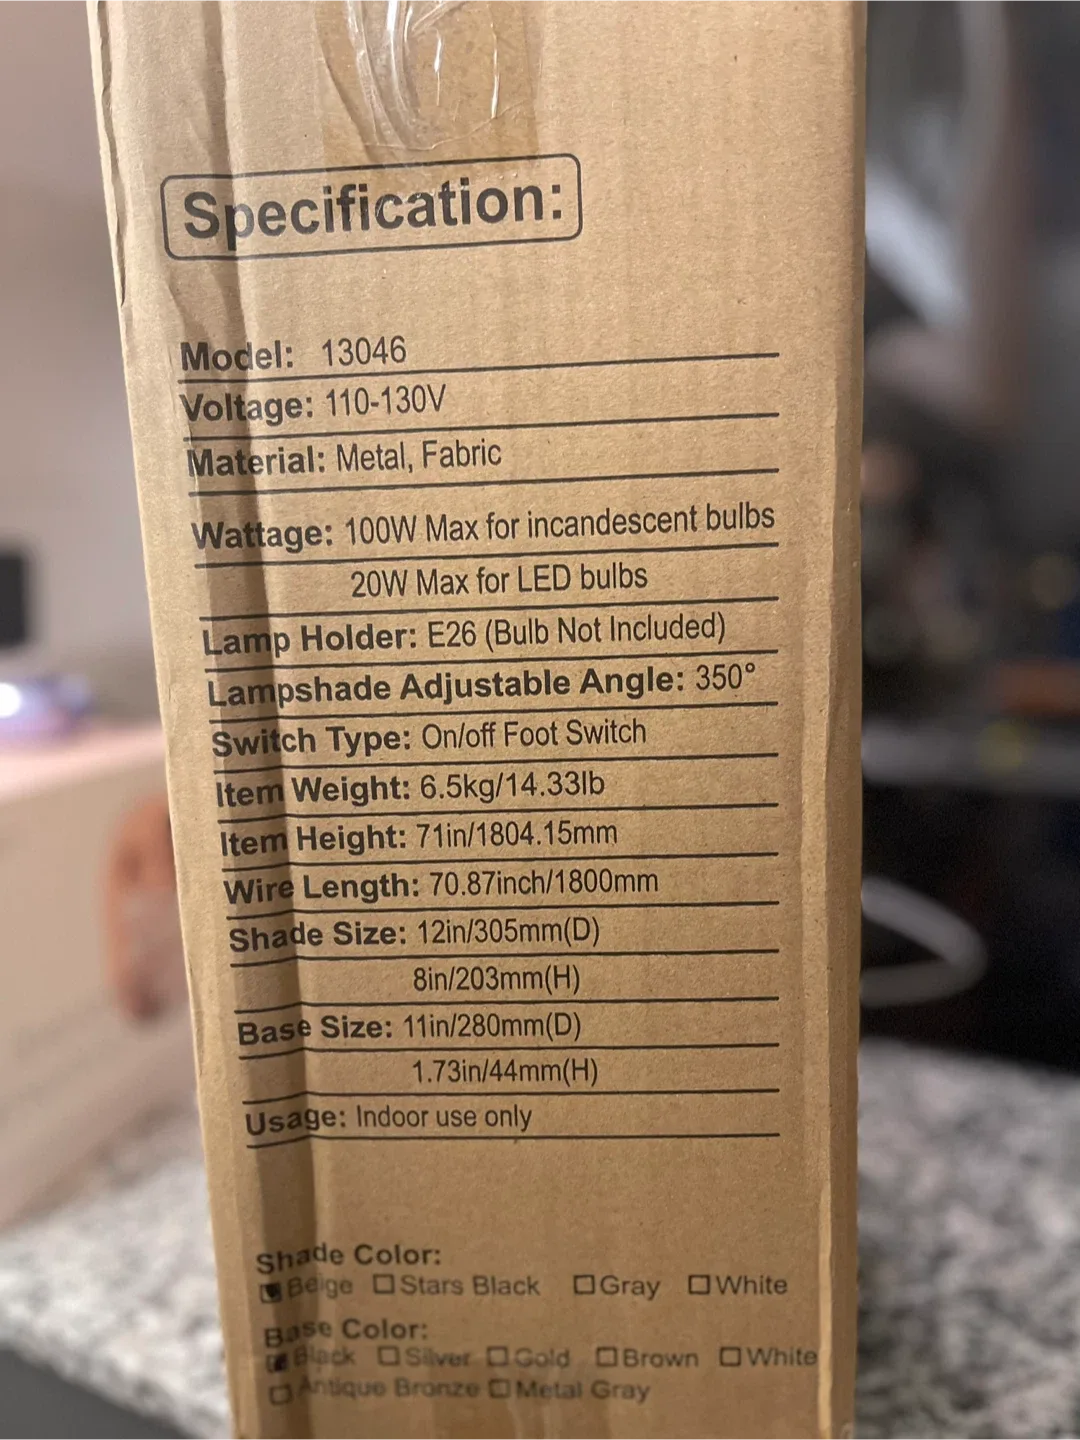 Specification:
Model: 13046
Voltage: 110-130V
Material: Metal, Fabric
Wattage: 100W Max for incandescent bulbs
20W Max for LED bulbs
Lamp Holder: E26 (Bulb Not Included)
Lampshade Adjustable Angle: 350°
Switch Type: On/off Foot Switch
Item Weight: 6.5kg/14.33lb
Item Height: 71in/1804.15mm
Wire Length: 70.87inch/1800mm
Shade Size: 12in/305mm(D)
8in/203mm(H)
Base Size: 11in/280mm(D)
1.73in/44mm(H)
Usage: Indoor use only
Shade Color:
Beige Stars Black Gray White
Base Color:
Black Silver Gold Brown White
Antique Bronze Metal Gray